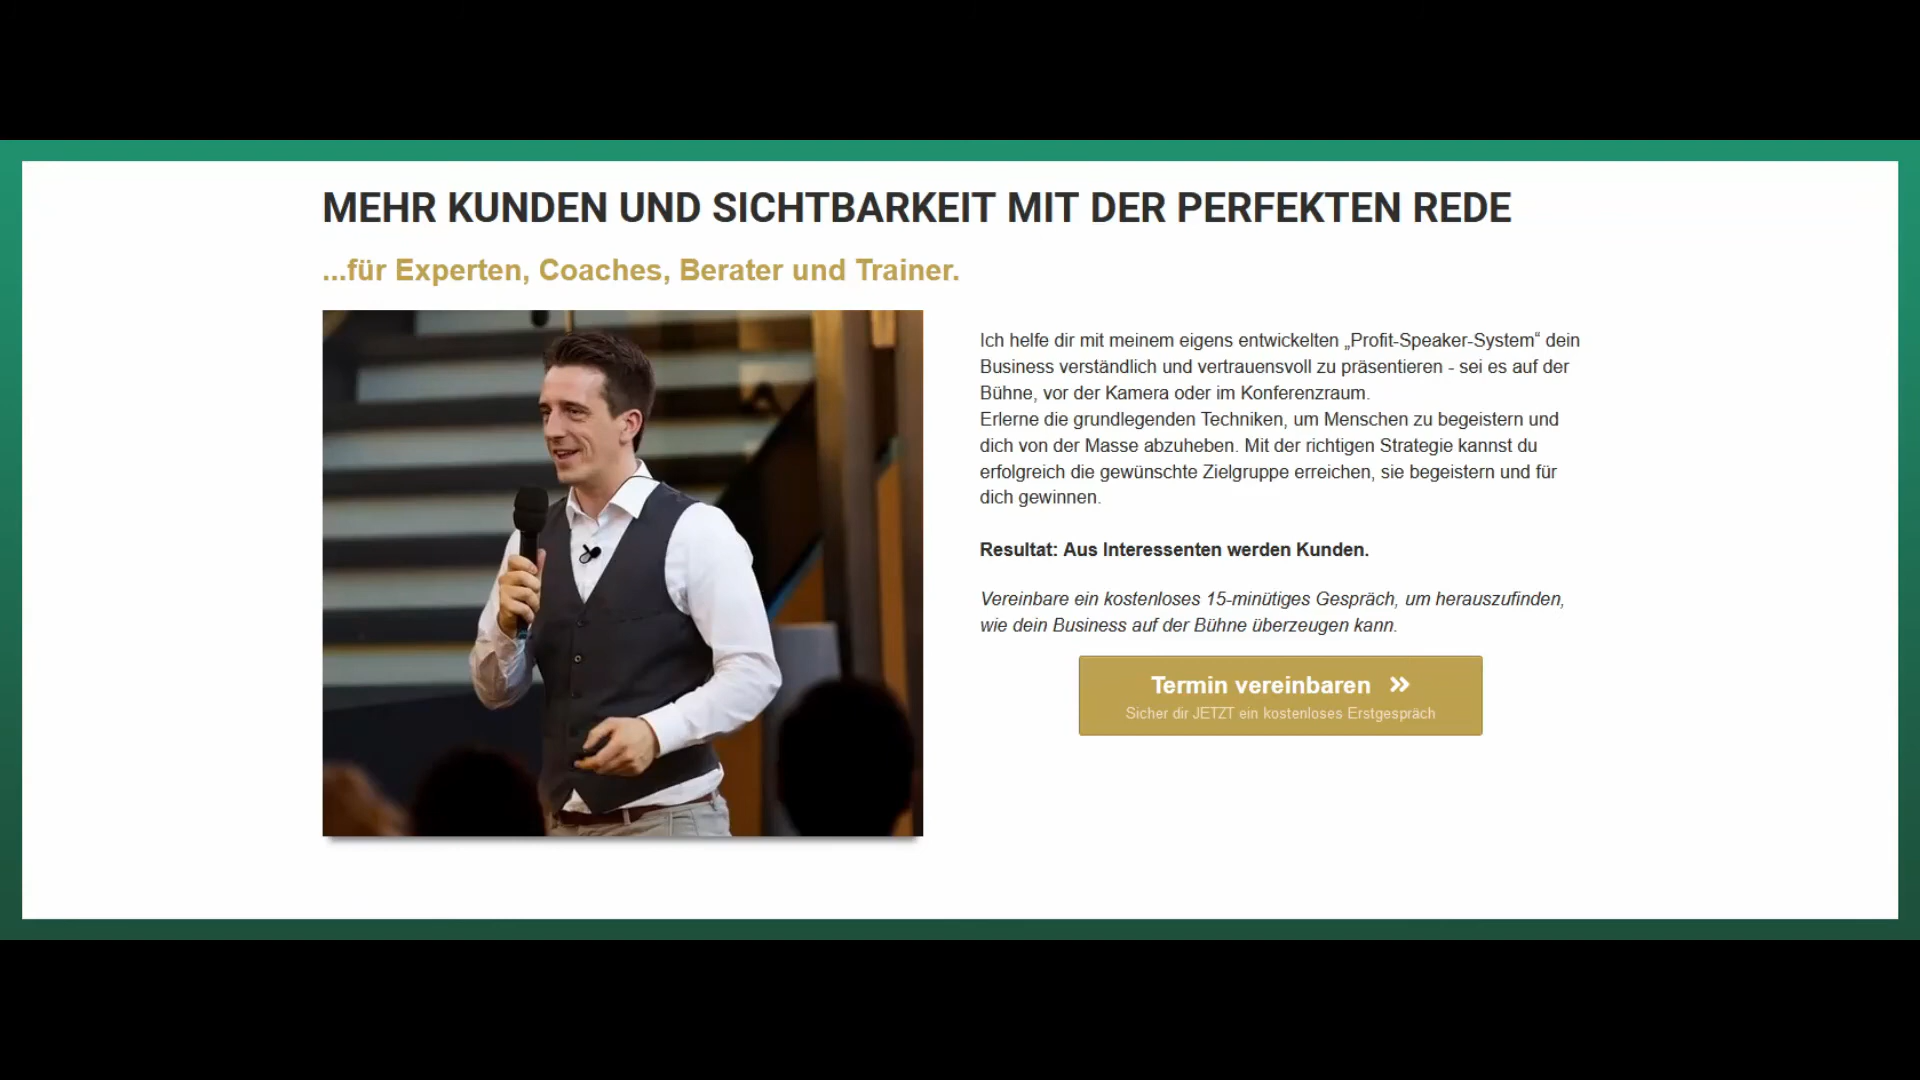 MEHR KUNDEN UND SICHTBARKEIT MIT DER PERFEKTEN REDE
...für Experten, Coaches, Berater und Trainer.
Ich helfe dir mit meinem eigens entwickelten „Profit-Speaker-System“ dein
Business verständlich und vertrauensvoll zu präsentieren - sei es auf der
Bühne, vor der Kamera oder im Konferenzraum.
Erlerne die grundlegenden Techniken, um Menschen zu begeistern und
dich von der Masse abzuheben. Mit der richtigen Strategie kannst du
erfolgreich die gewünschte Zielgruppe erreichen, sie begeistern und für
dich gewinnen.
Resultat: Aus Interessenten werden Kunden.
Vereinbare ein kostenloses 15-minütiges Gespräch, um herauszufinden,
wie dein Business auf der Bühne überzeugen kann.
Termin vereinbaren
Sicher dir JETZT ein kostenloses Erstgespräch